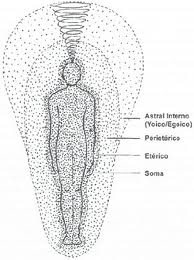 Astral Interno
(Yoico/Egoico)
Perietérico
Etérico
Soma